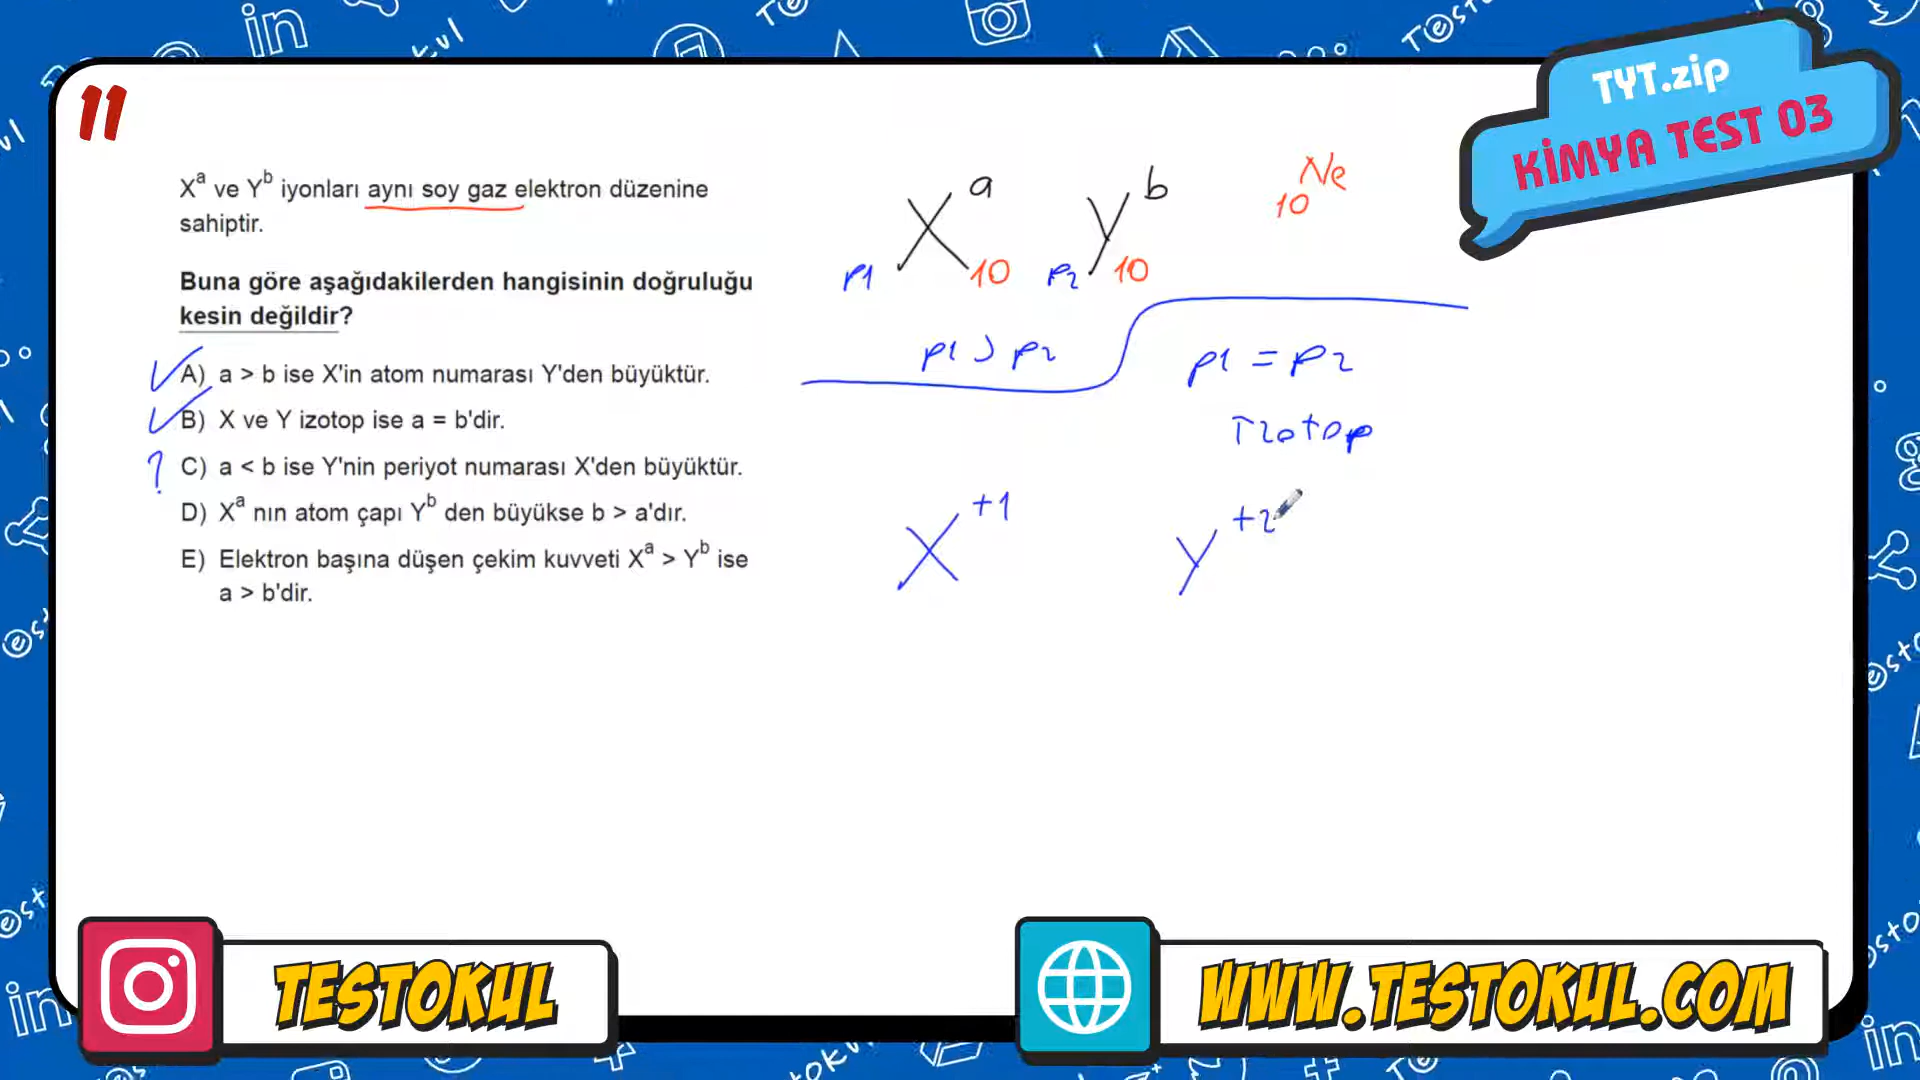 11
TYT.zip
KİMYA TEST 03
Xᵃ ve Yᵇ iyonları aynı soy gaz elektron düzenine
sahiptir.
Buna göre aşağıdakilerden hangisinin doğruluğu
kesin değildir?
A) a > b ise X'in atom numarası Y'den büyüktür.
B) X ve Y izotop ise a = b'dir.
? C) a < b ise Y'nin periyot numarası X'den büyüktür.
D) Xᵃ nın atom çapı Yᵇ den büyükse b > a'dır.
E) Elektron başına düşen çekim kuvveti Xᵃ > Yᵇ ise
a > b'dir.
X a
P1 10
Y b
P2 10
10 Ne
P1 > P2
P1 = P2
İzotop
X +1
Y +2
TESTOKUL
WWW.TESTOKUL.COM